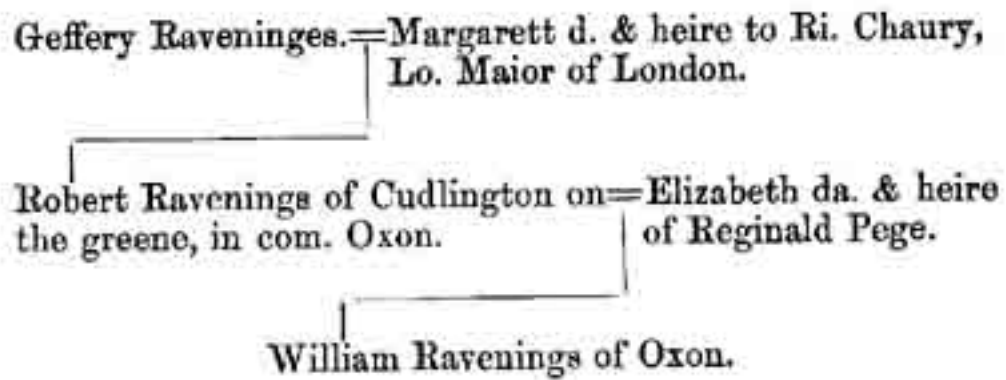 Geffery Raveninges.=Margarett d. & heire to Ri. Chaury,
Lo. Maior of London.
Robert Ravenings of Cudlington on=Elizabeth da. & heire
the greene, in com. Oxon. of Reginald Pege.
William Ravenings of Oxon.